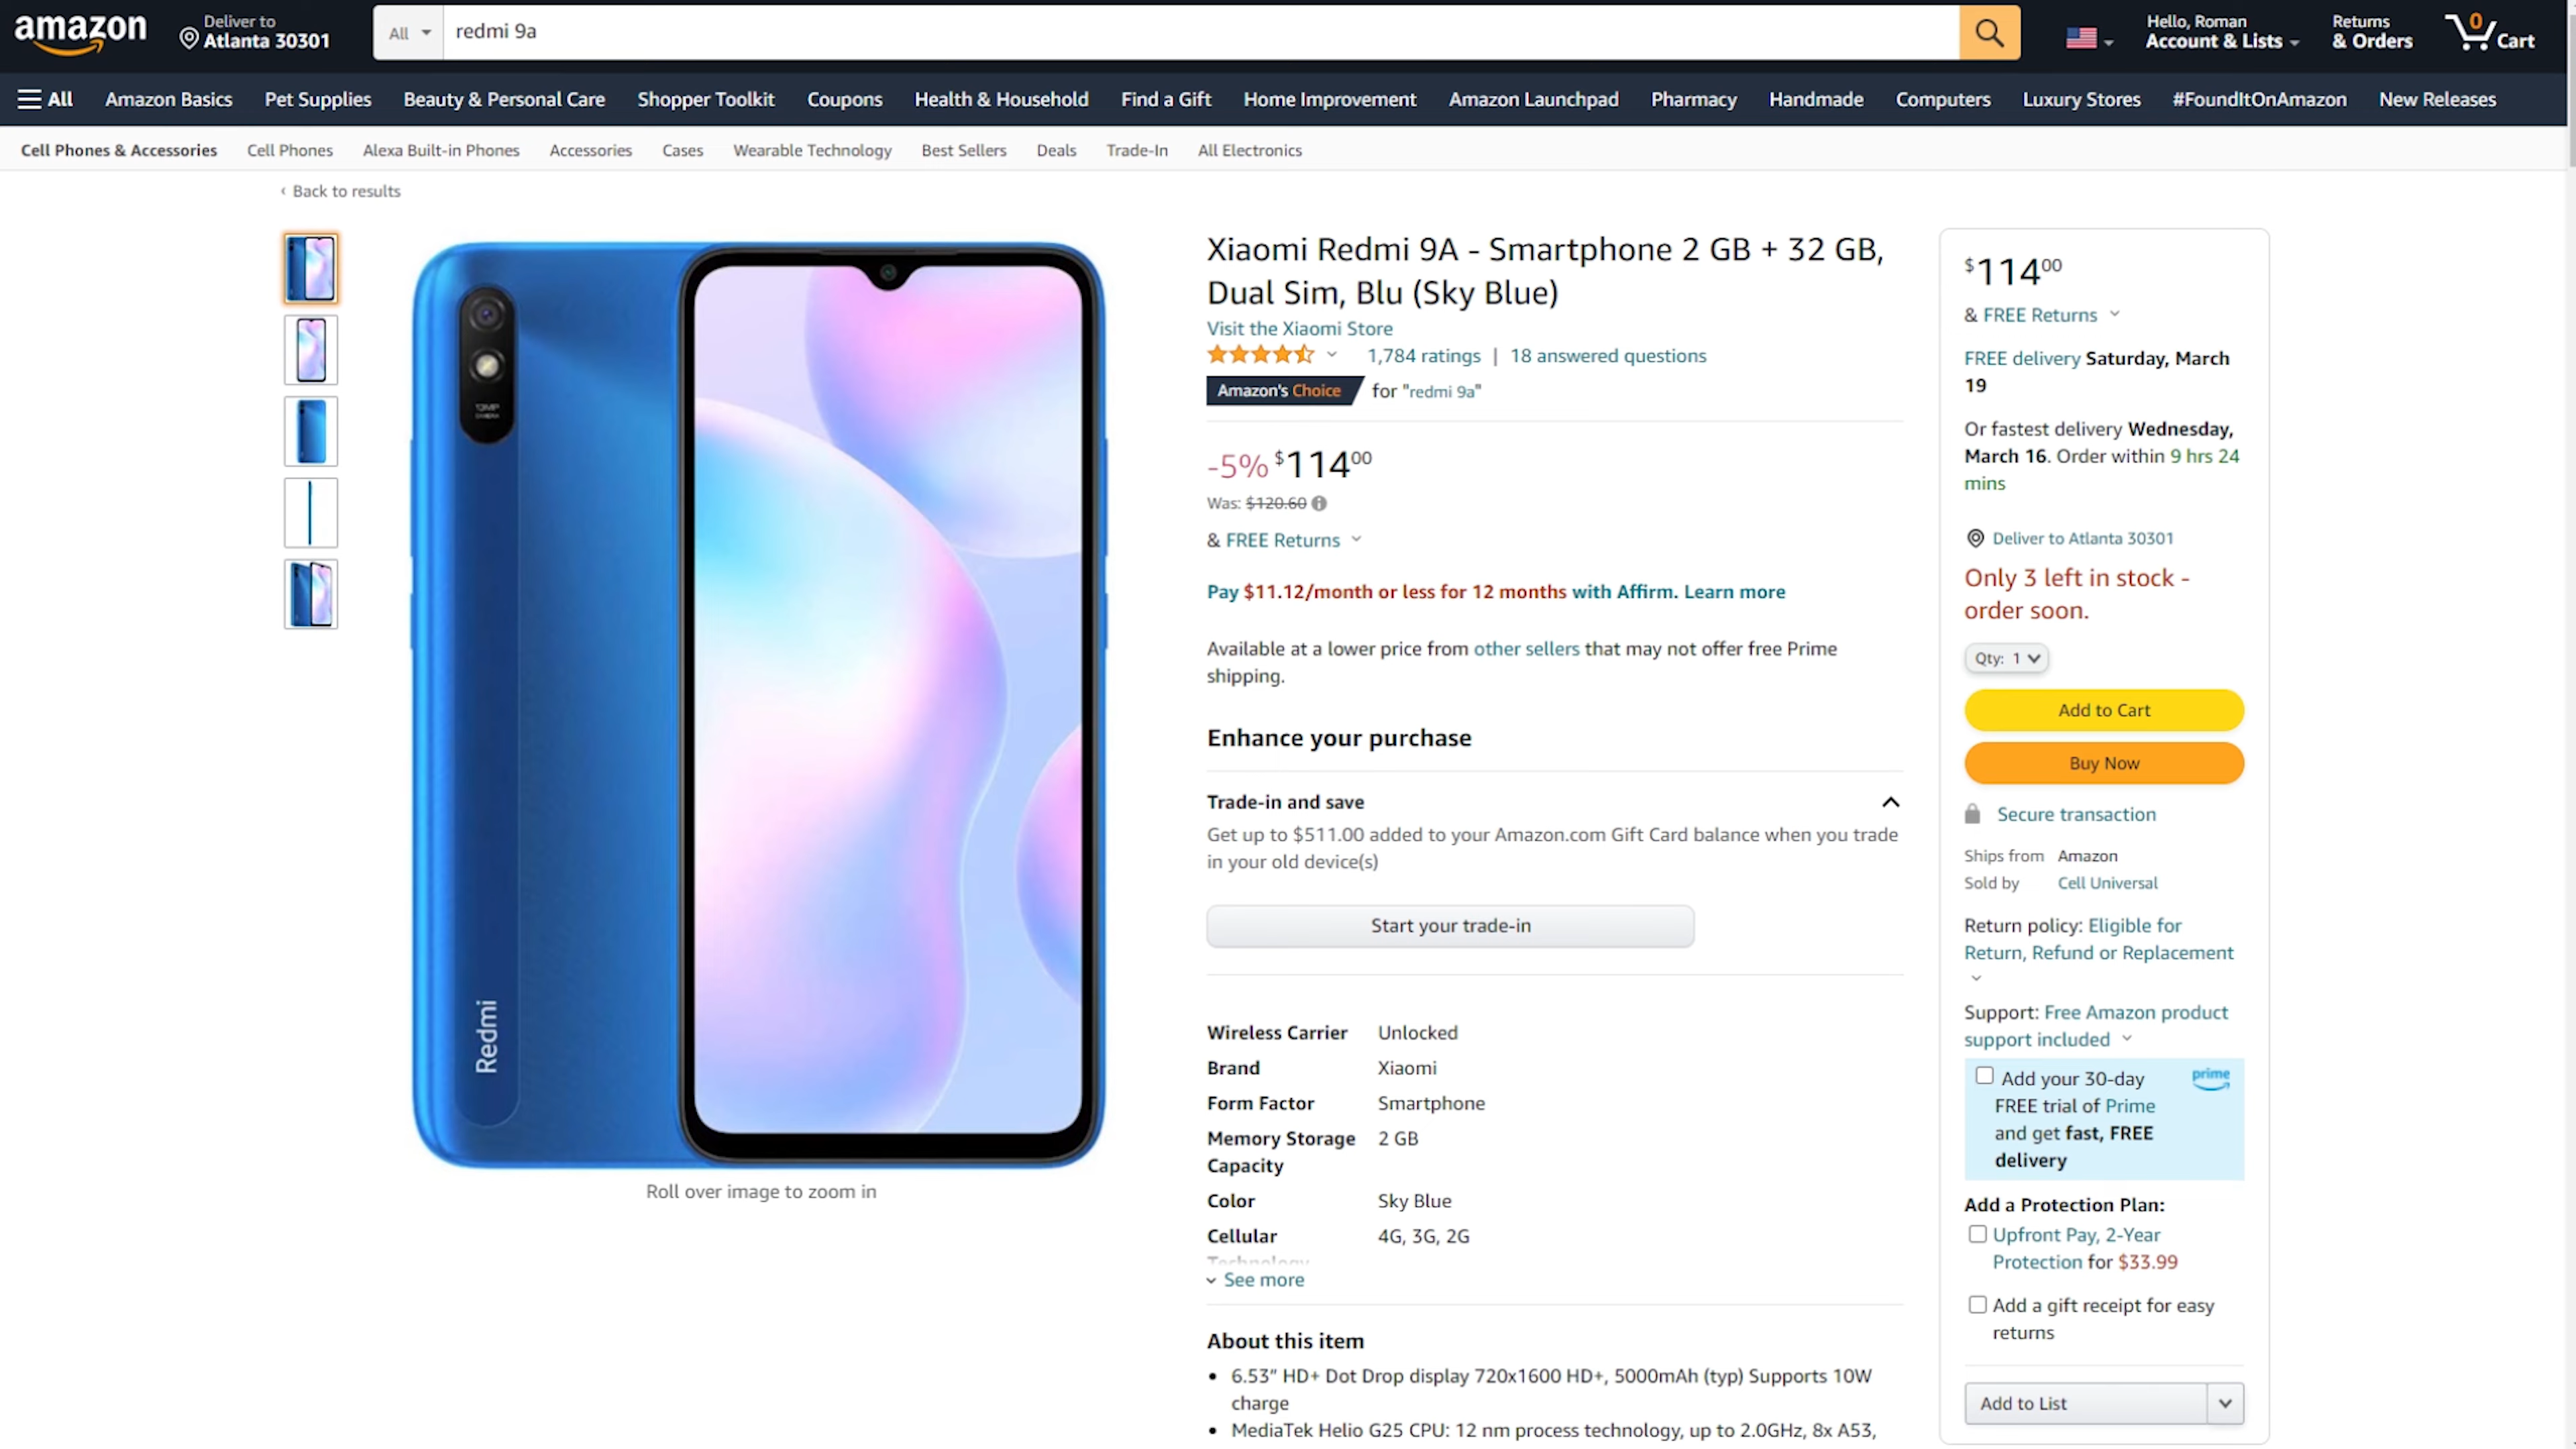 amazon
Deliver to
Atlanta 30301
All
redmi 9a
Hello, Roman
Account & Lists
Returns
& Orders
0
Cart
All
Amazon Basics
Pet Supplies
Beauty & Personal Care
Shopper Toolkit
Coupons
Health & Household
Find a Gift
Home Improvement
Amazon Launchpad
Pharmacy
Handmade
Computers
Luxury Stores
#FoundItOnAmazon
New Releases
Cell Phones & Accessories
Cell Phones
Alexa Built-in Phones
Accessories
Cases
Wearable Technology
Best Sellers
Deals
Trade-In
All Electronics
‹ Back to results
13MP
CAMERA
Redmi
Roll over image to zoom in
Xiaomi Redmi 9A - Smartphone 2 GB + 32 GB,
Dual Sim, Blu (Sky Blue)
Visit the Xiaomi Store
1,784 ratings | 18 answered questions
Amazon's Choice for "redmi 9a"
-5% $11400
Was: $120.60
& FREE Returns
Pay $11.12/month or less for 12 months with Affirm. Learn more
Available at a lower price from other sellers that may not offer free Prime
shipping.
Enhance your purchase
Trade-in and save
Get up to $511.00 added to your Amazon.com Gift Card balance when you trade
in your old device(s)
Start your trade-in
Wireless Carrier Unlocked
Brand Xiaomi
Form Factor Smartphone
Memory Storage 2 GB
Capacity
Color Sky Blue
Cellular 4G, 3G, 2G
Technology
See more
About this item
• 6.53" HD+ Dot Drop display 720x1600 HD+, 5000mAh (typ) Supports 10W
charge
• MediaTek Helio G25 CPU: 12 nm process technology, up to 2.0GHz, 8x A53,
$11400
& FREE Returns
FREE delivery Saturday, March
19
Or fastest delivery Wednesday,
March 16. Order within 9 hrs 24
mins
Deliver to Atlanta 30301
Only 3 left in stock -
order soon.
Qty: 1
Add to Cart
Buy Now
Secure transaction
Ships from Amazon
Sold by Cell Universal
Return policy: Eligible for
Return, Refund or Replacement
Support: Free Amazon product
support included
Add your 30-day prime
FREE trial of Prime
and get fast, FREE
delivery
Add a Protection Plan:
Upfront Pay, 2-Year
Protection for $33.99
Add a gift receipt for easy
returns
Add to List